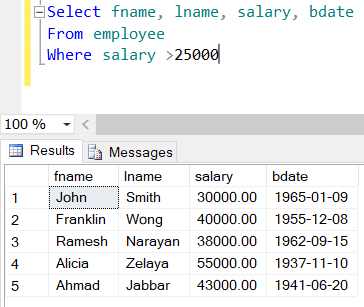 Select fname, lname, salary, bdate
From employee
Where salary >25000
100 %
Results Messages
fname lname salary bdate
1 John Smith 30000.00 1965-01-09
2 Franklin Wong 40000.00 1955-12-08
3 Ramesh Narayan 38000.00 1962-09-15
4 Alicia Zelaya 55000.00 1937-11-10
5 Ahmad Jabbar 43000.00 1941-06-20